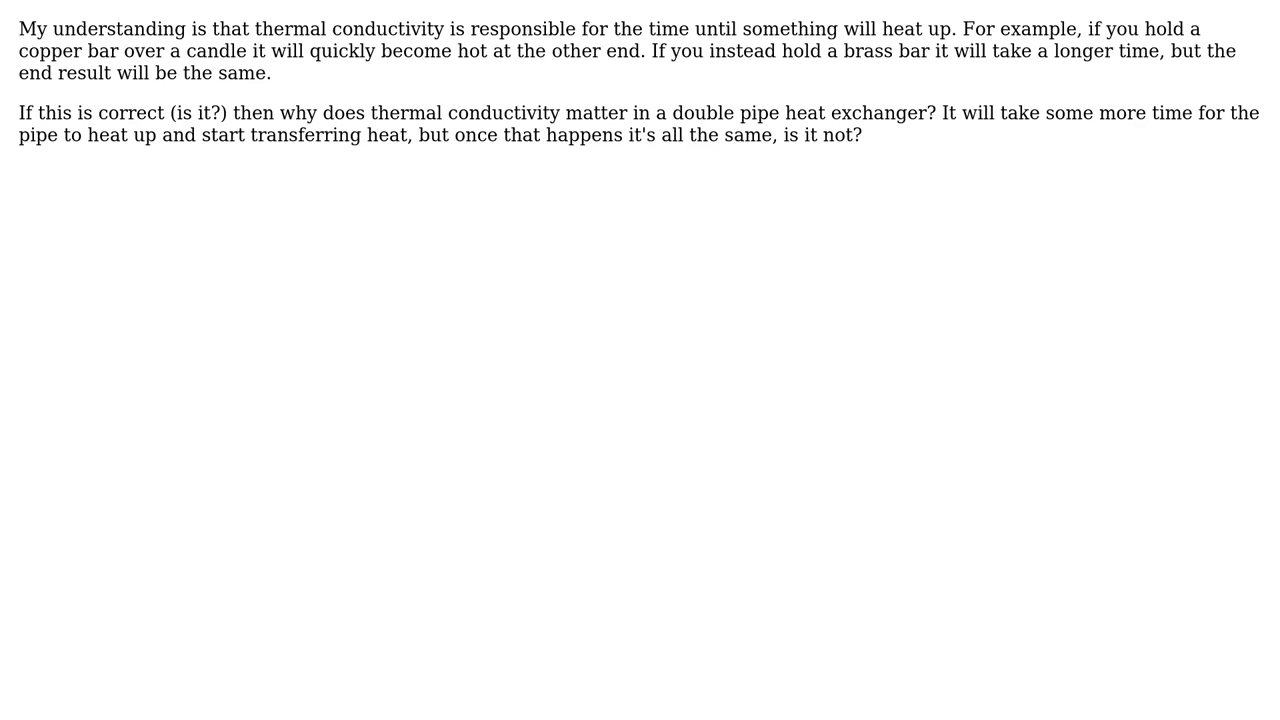 My understanding is that thermal conductivity is responsible for the time until something will heat up. For example, if you hold a
copper bar over a candle it will quickly become hot at the other end. If you instead hold a brass bar it will take a longer time, but the
end result will be the same.
If this is correct (is it?) then why does thermal conductivity matter in a double pipe heat exchanger? It will take some more time for the
pipe to heat up and start transferring heat, but once that happens it's all the same, is it not?